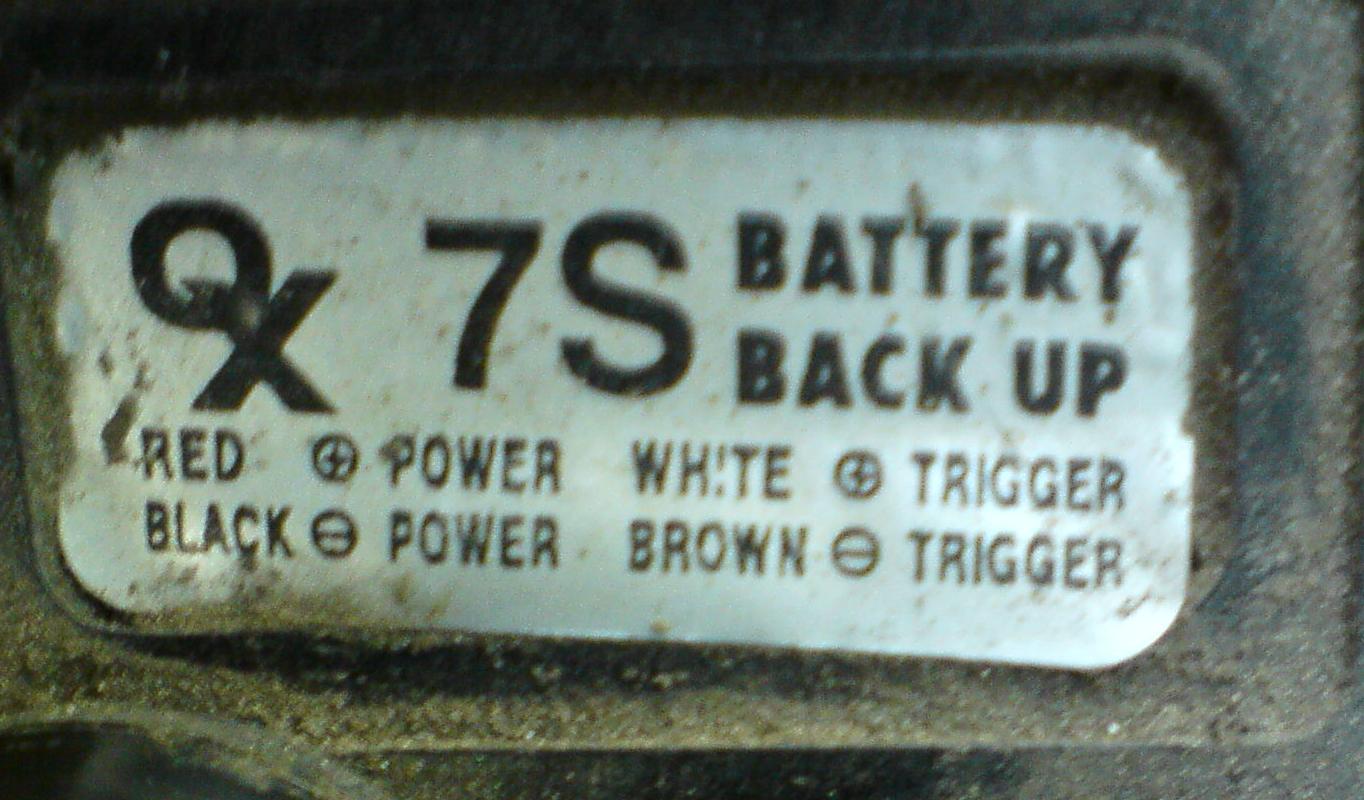 QX 7S BATTERY
BACK UP
RED ⊕ POWER WHITE ⊕ TRIGGER
BLACK ⊖ POWER BROWN ⊖ TRIGGER